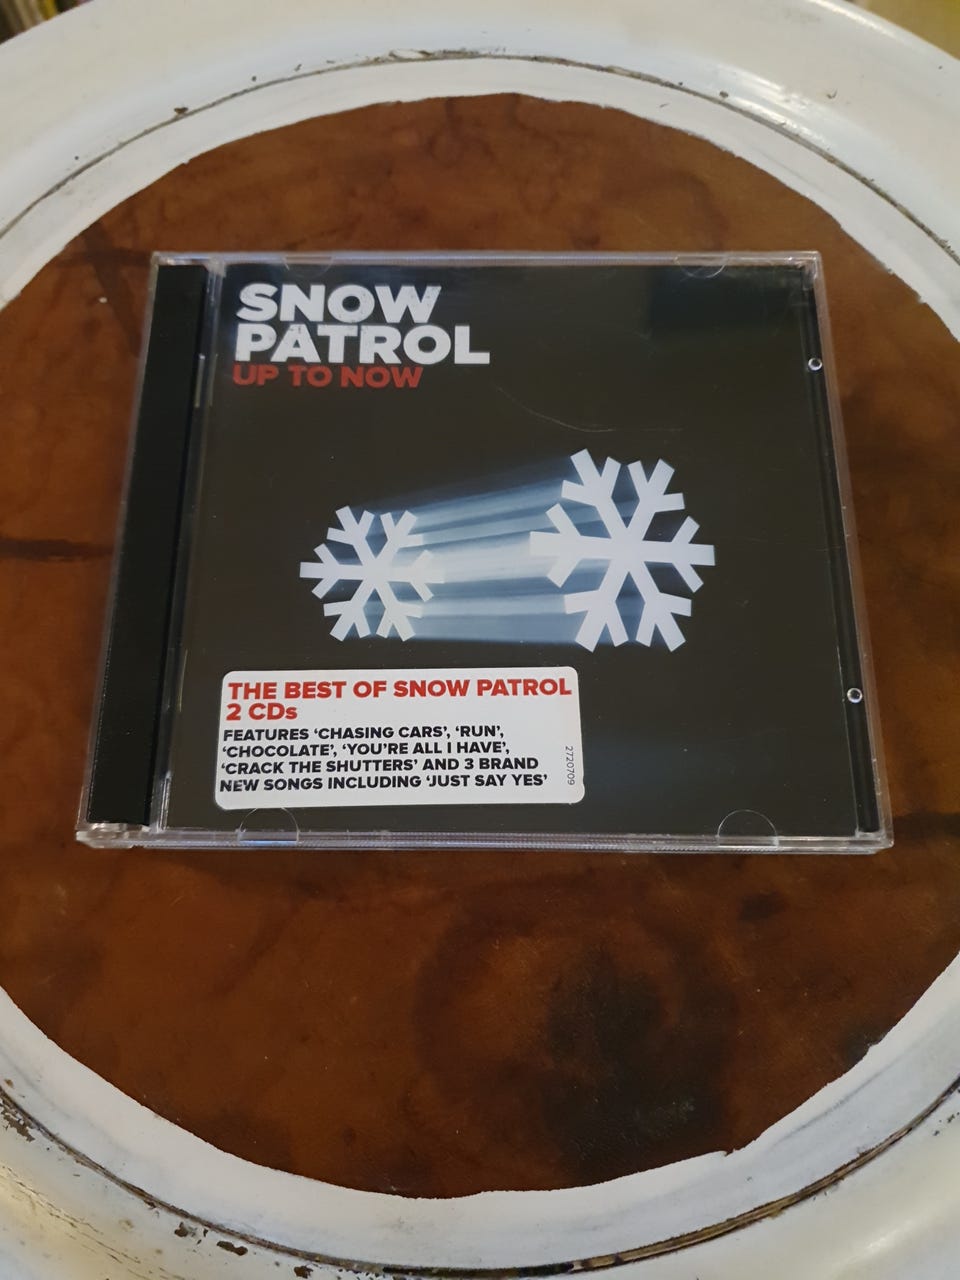 SNOW
PATROL
UP TO NOW
THE BEST OF SNOW PATROL
2 CDs
FEATURES ‘CHASING CARS’, ‘RUN’,
‘CHOCOLATE’, ‘YOU’RE ALL I HAVE’,
‘CRACK THE SHUTTERS’ AND 3 BRAND
NEW SONGS INCLUDING ‘JUST SAY YES’
2720709